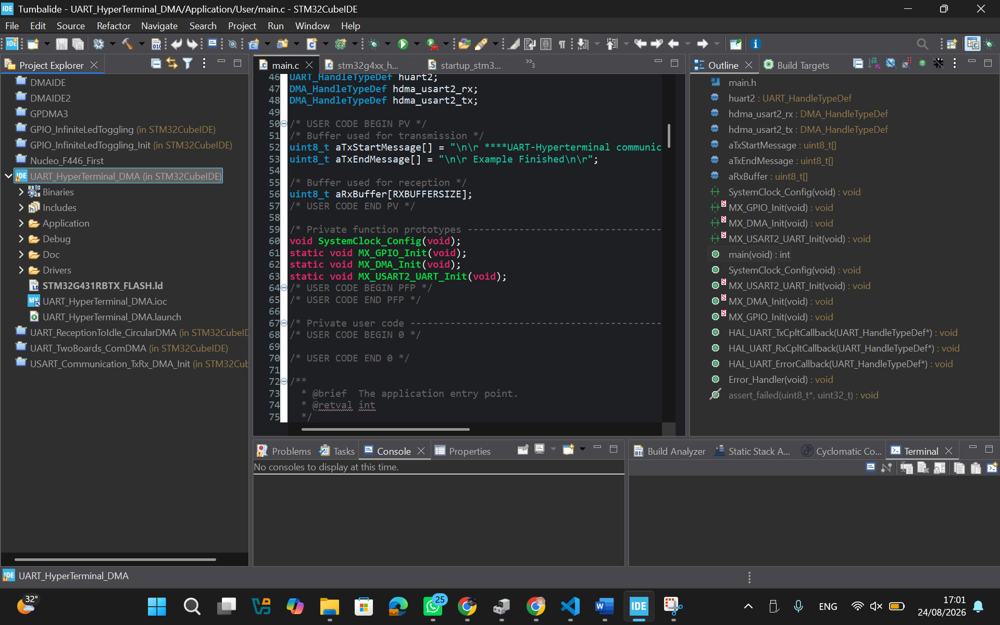 IDE Tumbalide - UART_HyperTerminal_DMA/Application/User/main.c - STM32CubeIDE
File Edit Source Refactor Navigate Search Project Run Window Help
Project Explorer
DMAIDE
DMAIDE2
GPDMA3
GPIO_InfiniteLedToggling (in STM32CubeIDE)
GPIO_InfiniteLedToggling_Init (in STM32CubeIDE)
Nucleo_F446_First
UART_HyperTerminal_DMA (in STM32CubeIDE)
Binaries
Includes
Application
Debug
Doc
Drivers
STM32G431RBTX_FLASH.ld
UART_HyperTerminal_DMA.ioc
UART_HyperTerminal_DMA.launch
UART_ReceptionToIdle_CircularDMA (in STM32CubeID
UART_TwoBoards_ComDMA (in STM32CubeIDE)
USART_Communication_TxRx_DMA_Init (in STM32Cub
main.c stm32g4xx_h... startup_stm3... »3
46 UART_HandleTypeDef huart2;
47 DMA_HandleTypeDef hdma_usart2_rx;
48 DMA_HandleTypeDef hdma_usart2_tx;
49
50 /* USER CODE BEGIN PV */
51 /* Buffer used for transmission */
52 uint8_t aTxStartMessage[] = "\n\r ****UART-Hyperterminal communic
53 uint8_t aTxEndMessage[] = "\n\r Example Finished\n\r";
54
55 /* Buffer used for reception */
56 uint8_t aRxBuffer[RXBUFFERSIZE];
57 /* USER CODE END PV */
58
59 /* Private function prototypes ----------------------------------
60 void SystemClock_Config(void);
61 static void MX_GPIO_Init(void);
62 static void MX_DMA_Init(void);
63 static void MX_USART2_UART_Init(void);
64 /* USER CODE BEGIN PFP */
65 /* USER CODE END PFP */
66
67 /* Private user code --------------------------------------------
68 /* USER CODE BEGIN 0 */
69
70 /* USER CODE END 0 */
71
72 /**
73 * @brief The application entry point.
74 * @retval int
75 */
Outline Build Targets
main.h
huart2 : UART_HandleTypeDef
hdma_usart2_rx : DMA_HandleTypeDef
hdma_usart2_tx : DMA_HandleTypeDef
aTxStartMessage : uint8_t[]
aTxEndMessage : uint8_t[]
aRxBuffer : uint8_t[]
SystemClock_Config(void) : void
MX_GPIO_Init(void) : void
MX_DMA_Init(void) : void
MX_USART2_UART_Init(void) : void
main(void) : int
SystemClock_Config(void) : void
MX_USART2_UART_Init(void) : void
MX_DMA_Init(void) : void
MX_GPIO_Init(void) : void
HAL_UART_TxCpltCallback(UART_HandleTypeDef*) : void
HAL_UART_RxCpltCallback(UART_HandleTypeDef*) : void
HAL_UART_ErrorCallback(UART_HandleTypeDef*) : void
Error_Handler(void) : void
assert_failed(uint8_t*, uint32_t) : void
Problems Tasks Console Properties
No consoles to display at this time.
Build Analyzer Static Stack A... Cyclomatic Co... Terminal
IDE UART_HyperTerminal_DMA
32°
25
IDE
ENG
17:01
24/08/2026